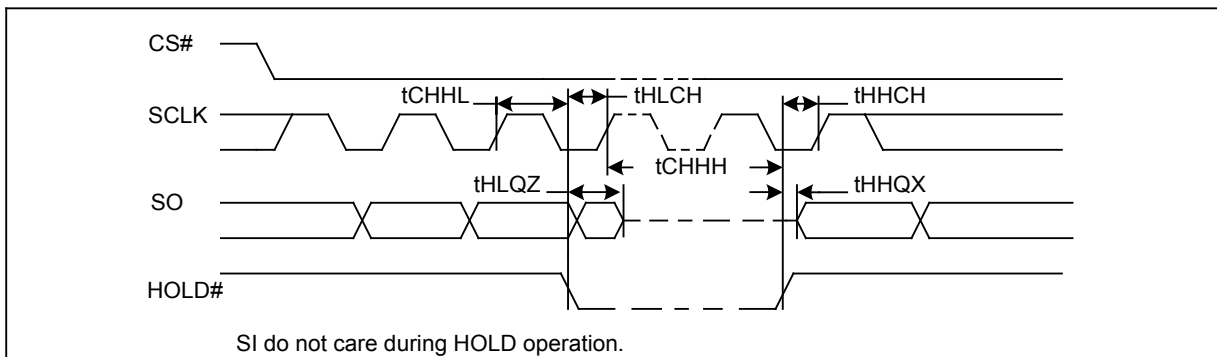 CS#
tCHHL
tHLCH
tHHCH
SCLK
tCHHH
tHLQZ
tHHQX
SO
HOLD#
SI do not care during HOLD operation.